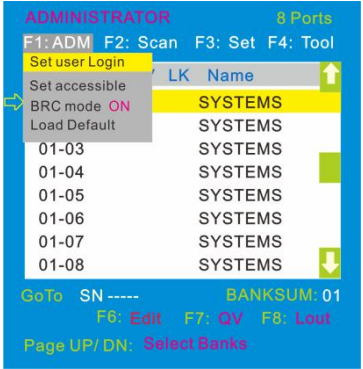 ADMINISTRATOR 8 Ports
F1: ADM F2: Scan F3: Set F4: Tool
Set user Login
/ LK Name
Set accessible
SYSTEMS
BRC mode ON
Load Default
SYSTEMS
01-03 SYSTEMS
01-04 SYSTEMS
01-05 SYSTEMS
01-06 SYSTEMS
01-07 SYSTEMS
01-08 SYSTEMS
GoTo SN ----- BANKSUM: 01
F6: Edit F7: QV F8: Lout
Page UP/ DN: Select Banks